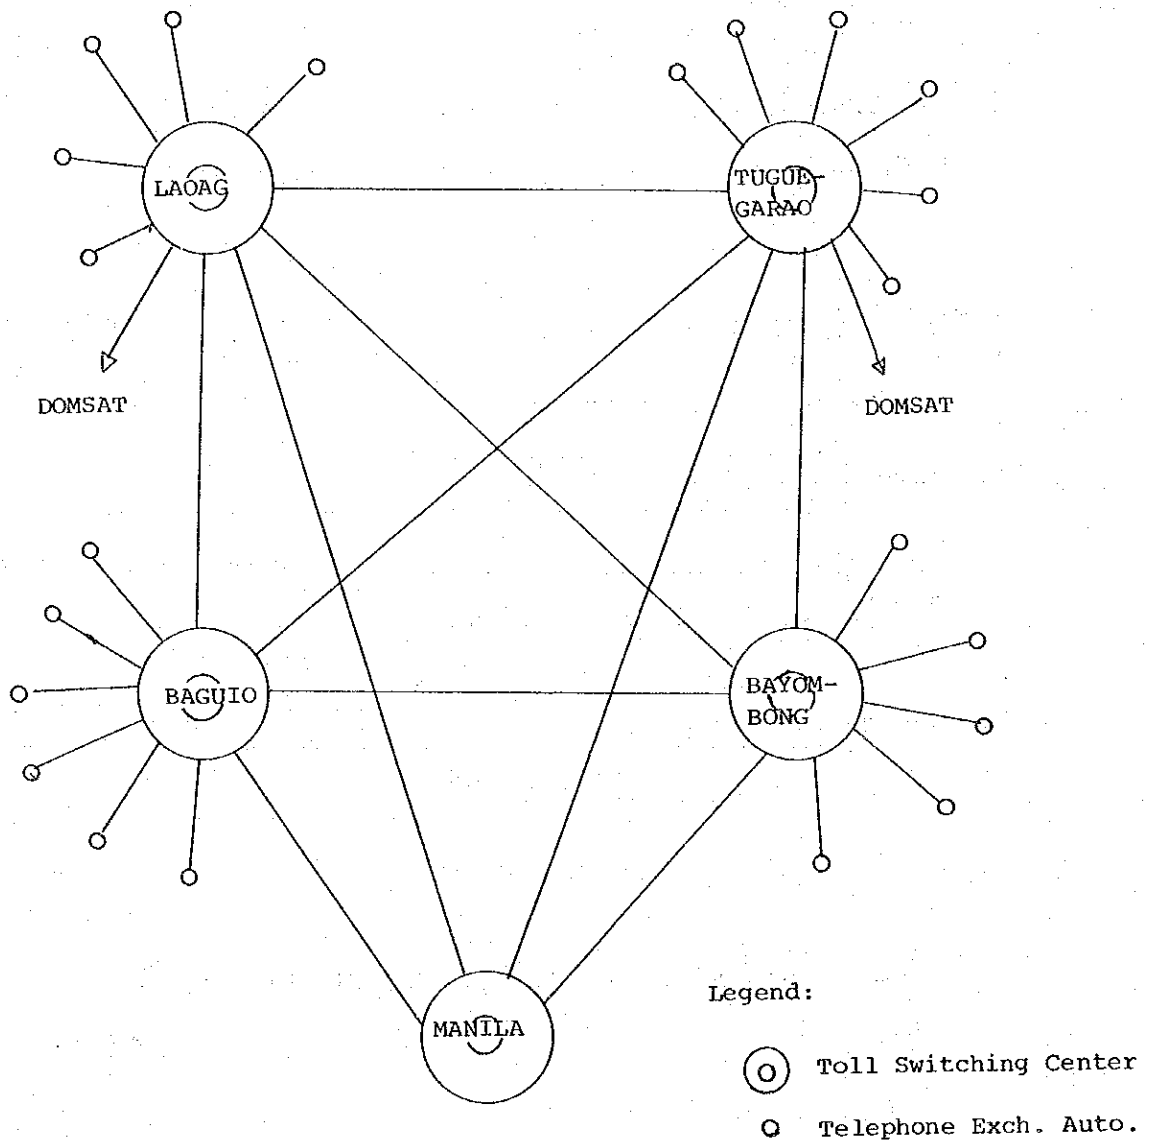 LAOAG
TUGUE-
GARAO
DOMSAT
DOMSAT
BAGUIO
BAYOM-
BONG
MANILA
Legend:
Toll Switching Center
Telephone Exch. Auto.